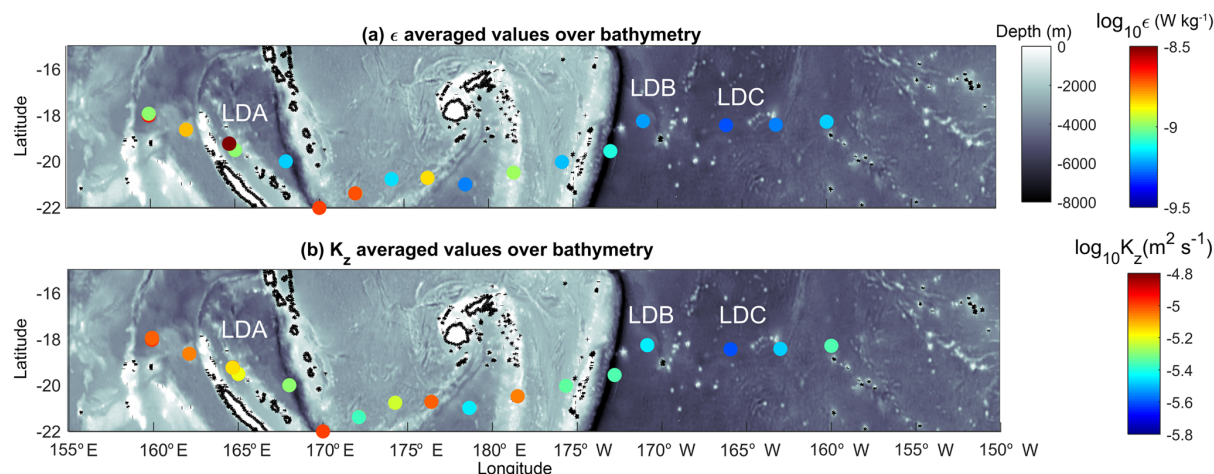 (a) ϵ averaged values over bathymetry
Depth (m)
log₁₀ϵ (W kg⁻¹)
-16
-18
-20
-22
Latitude
LDA
LDB
LDC
0
-2000
-4000
-6000
-8000
-8.5
-9
-9.5
(b) K_z averaged values over bathymetry
log₁₀K_z(m² s⁻¹)
-16
-18
-20
-22
Latitude
LDA
LDB
LDC
-4.8
-5
-5.2
-5.4
-5.6
-5.8
155° E 160° E 165° E 170° E 175° E 180° E 175° W 170° W 165° W 160° W 155° W 150° W
Longitude